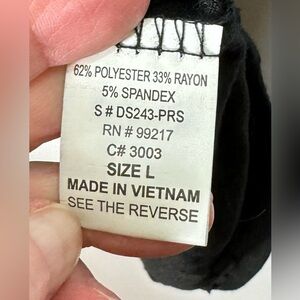 62% POLYESTER 33% RAYON
5% SPANDEX
S # DS243-PRS
RN # 99217
C# 3003
SIZE L
MADE IN VIETNAM
SEE THE REVERSE